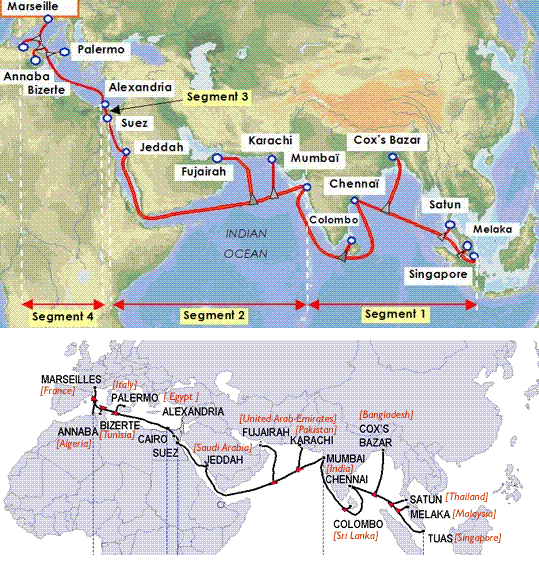 Marseille
Palermo
Annaba
Bizerte
Alexandria
Segment 3
Suez
Jeddah
Karachi
Cox's Bazar
Fujairah
Mumbaï
Chennaï
Colombo
Satun
Melaka
INDIAN
OCEAN
Singapore
Segment 4
Segment 2
Segment 1
MARSEILLES
[France]
[Italy]
PALERMO
[ Egypt ]
ALEXANDRIA
ANNABA
[Algeria]
BIZERTE
[Tunisia]
CAIRO
SUEZ
[Saudi Arabia]
JEDDAH
[United Arab Emirates]
FUJAIRAH
[Pakistan]
KARACHI
[Bangladesh]
COX'S
BAZAR
MUMBAI
[India]
CHENNAI
COLOMBO
[Sri Lanka]
SATUN [Thailand]
MELAKA [Malaysia]
TUAS [Singapore]